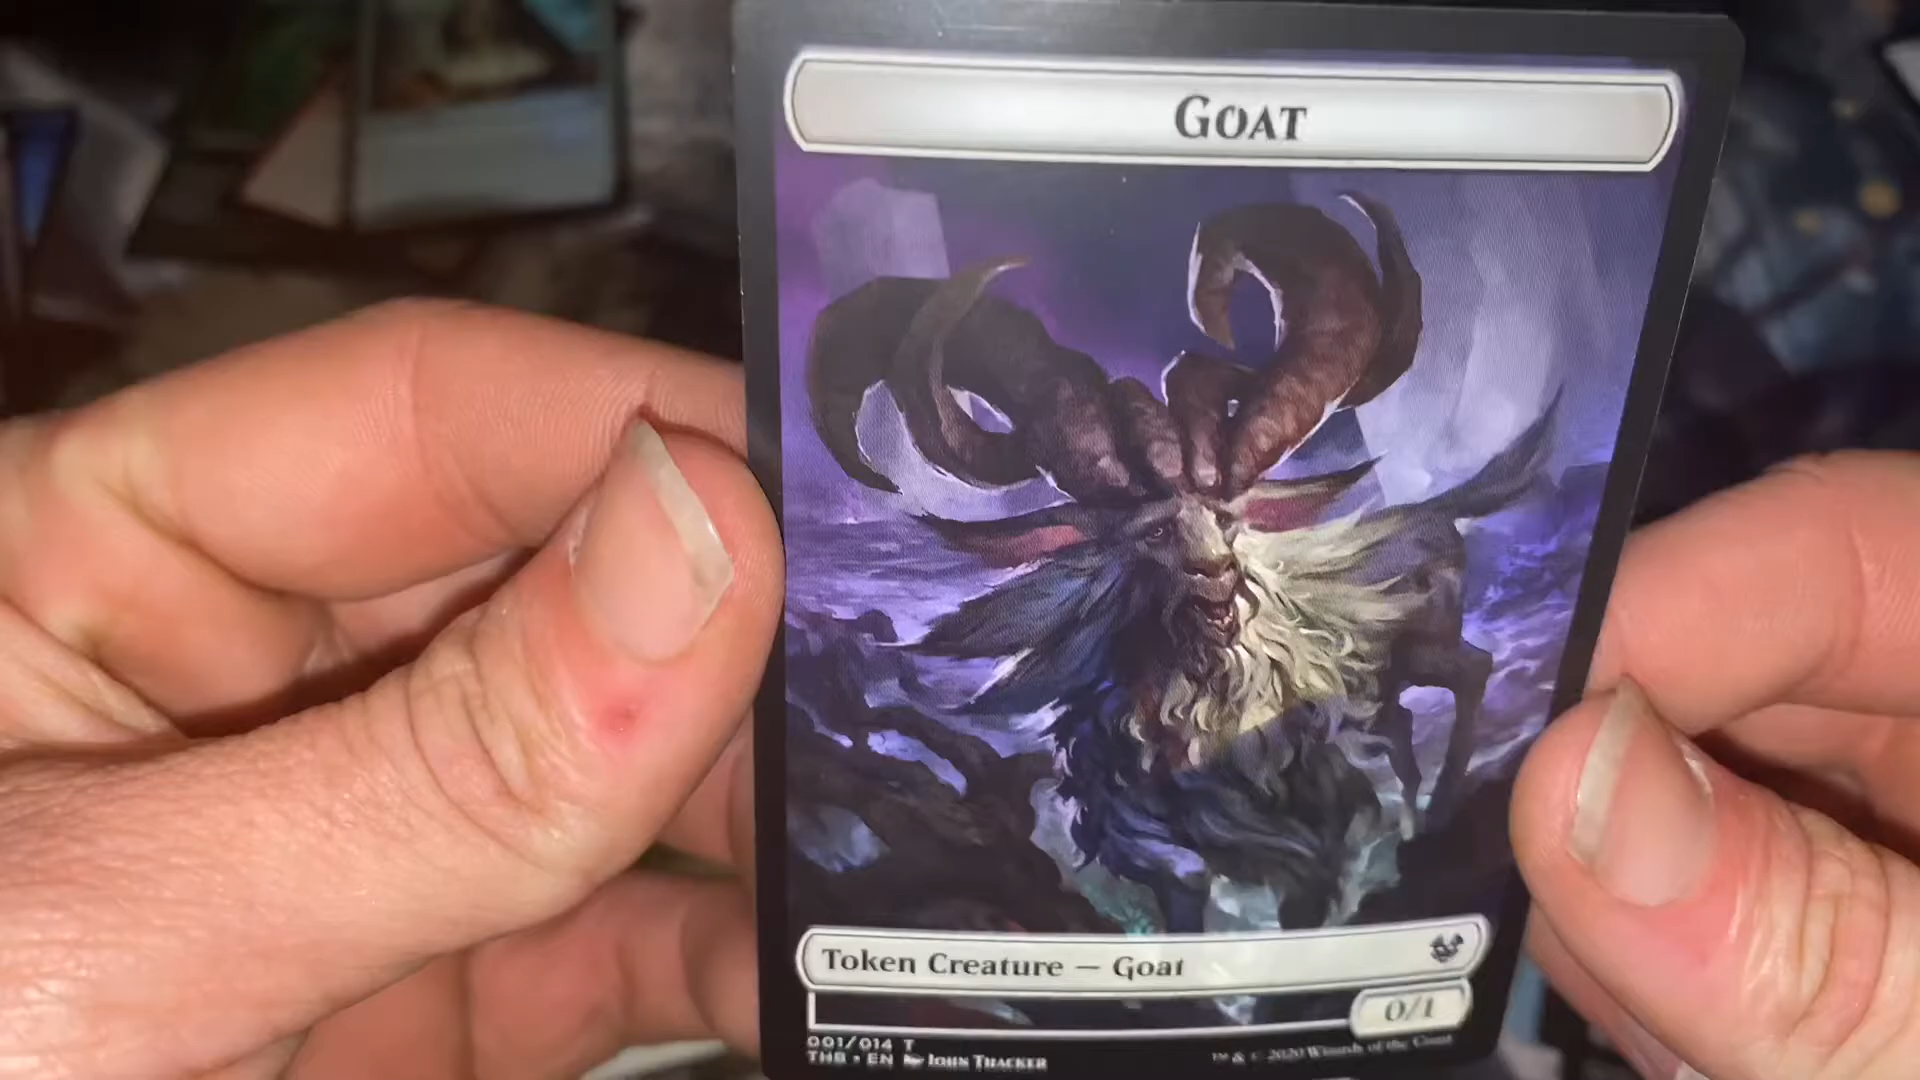 GOAT
Token Creature — Goat
0/1
001/014 T
THB • EN JOHN THACKER
™ & © 2020 Wizards of the Coast